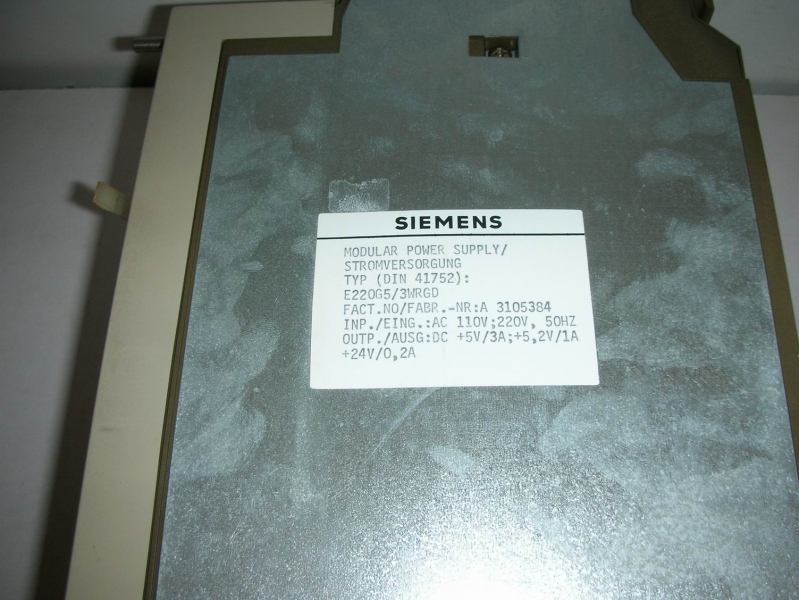 SIEMENS
MODULAR POWER SUPPLY/
STROMVERSORGUNG
TYP (DIN 41752):
E220G5/3WRGD
FACT.NO/FABR.-NR:A 3105384
INP./EING.:AC 110V;220V, 50HZ
OUTP./AUSG:DC +5V/3A;+5,2V/1A
+24V/0,2A